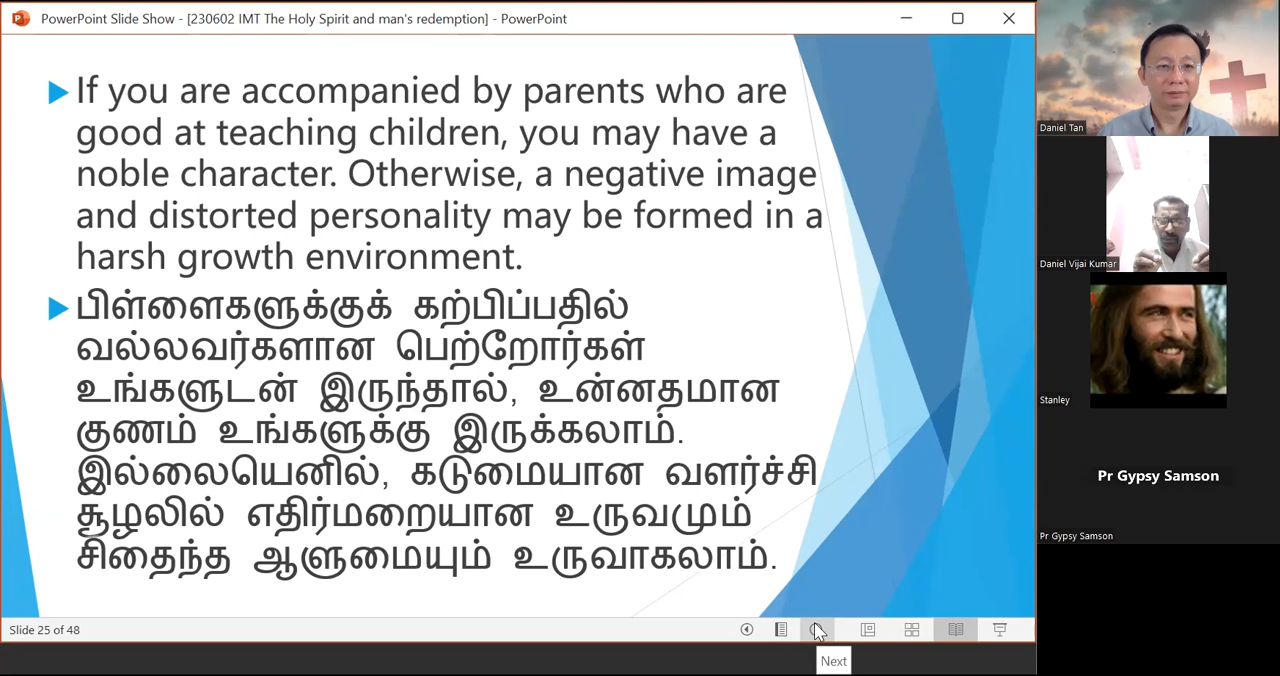 PowerPoint Slide Show - [230602 IMT The Holy Spirit and man's redemption] - PowerPoint
If you are accompanied by parents who are
good at teaching children, you may have a
noble character. Otherwise, a negative image
and distorted personality may be formed in a
harsh growth environment.
பிள்ளைகளுக்குக் கற்பிப்பதில்
வல்லவர்களான பெற்றோர்கள்
உங்களுடன் இருந்தால், உன்னதமான
குணம் உங்களுக்கு இருக்கலாம்.
இல்லையெனில், கடுமையான வளர்ச்சி
சூழலில் எதிர்மறையான உருவமும்
சிதைந்த ஆளுமையும் உருவாகலாம்.
Slide 25 of 48
Next
Daniel Tan
Daniel Vijai Kumar
Stanley
Pr Gypsy Samson
Pr Gypsy Samson